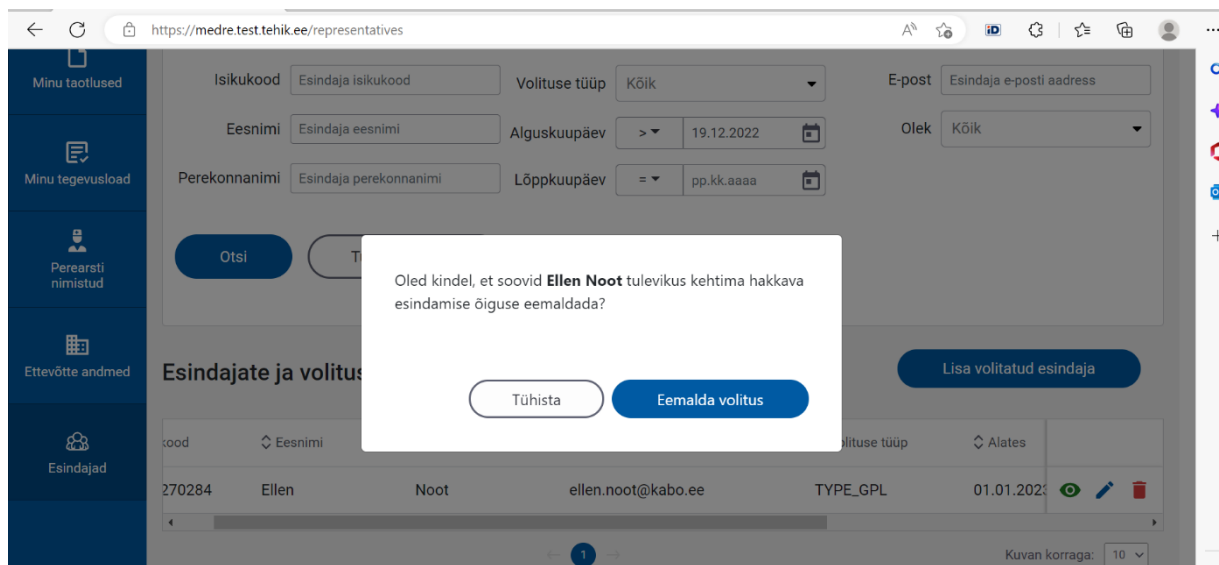 https://medre.test.tehik.ee/representatives
Minu taotlused
Minu tegevusload
Perearsti
nimistud
Ettevõtte andmed
Esindajad
Isikukood Esindaja isikukood Volituse tüüp Kõik E-post Esindaja e-posti aadress
Eesnimi Esindaja eesnimi Alguskuupäev > 19.12.2022 Olek Kõik
Perekonnanimi Esindaja perekonnanimi Lõppkuupäev = pp.kk.aaaa
Otsi
Oled kindel, et soovid Ellen Noot tulevikus kehtima hakkava
esindamise õiguse eemaldada?
Tühista Eemalda volitus
Esindajate ja Lisa volitatud esindaja
Eesnimi tüüp Alates
270284 Ellen Noot ellen.noot@kabo.ee TYPE_GPL 01.01.202
1 Kuvan korraga: 10